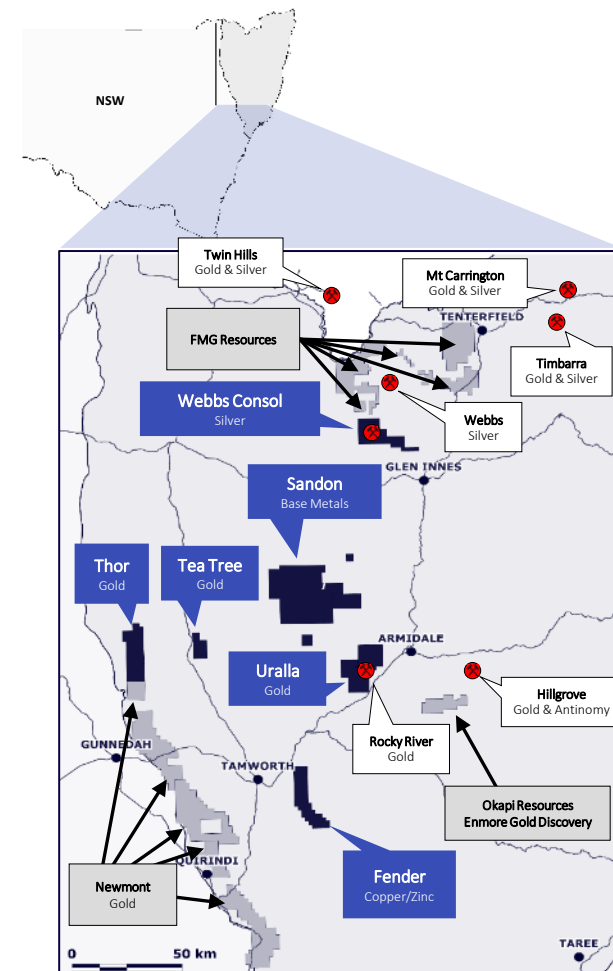 NSW
Twin Hills
Gold & Silver
Mt Carrington
Gold & Silver
TENTERFIELD
FMG Resources
Timbarra
Gold & Silver
Webbs Consol
Silver
Webbs
Silver
GLEN INNES
Sandon
Base Metals
Thor
Gold
Tea Tree
Gold
ARMIDALE
Uralla
Gold
Hillgrove
Gold & Antinomy
Rocky River
Gold
GUNNEDAH
TAMWORTH
Okapi Resources
Enmore Gold Discovery
QUIRINDI
Fender
Copper/Zinc
Newmont
Gold
TAREE
0 50 km